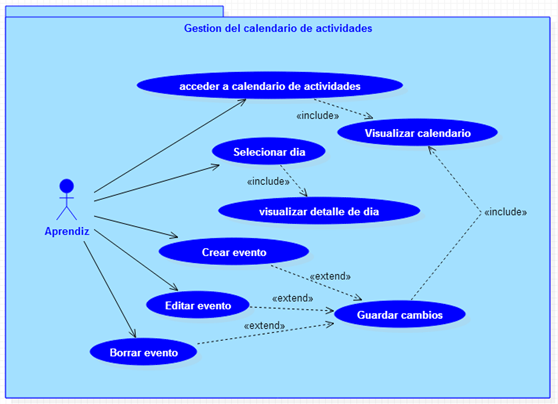 Gestion del calendario de actividades
acceder a calendario de actividades
«include»
Visualizar calendario
Selecionar dia
«include»
visualizar detalle de dia
«include»
Aprendiz
Crear evento
«extend»
Editar evento
«extend»
Guardar cambios
«extend»
Borrar evento